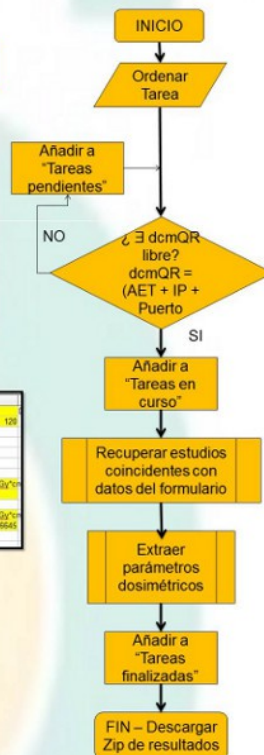 INICIO
Ordenar
Tarea
Añadir a
"Tareas
pendientes"
NO
¿ ∃ dcmQR
libre?
dcmQR =
(AET + IP +
Puerto
SI
120
Añadir a
"Tareas en
curso"
Recuperar estudios
coincidentes con
datos del formulario
Extraer
parámetros
dosimétricos
Añadir a
"Tareas
finalizadas"
FIN – Descargar
Zip de resultados